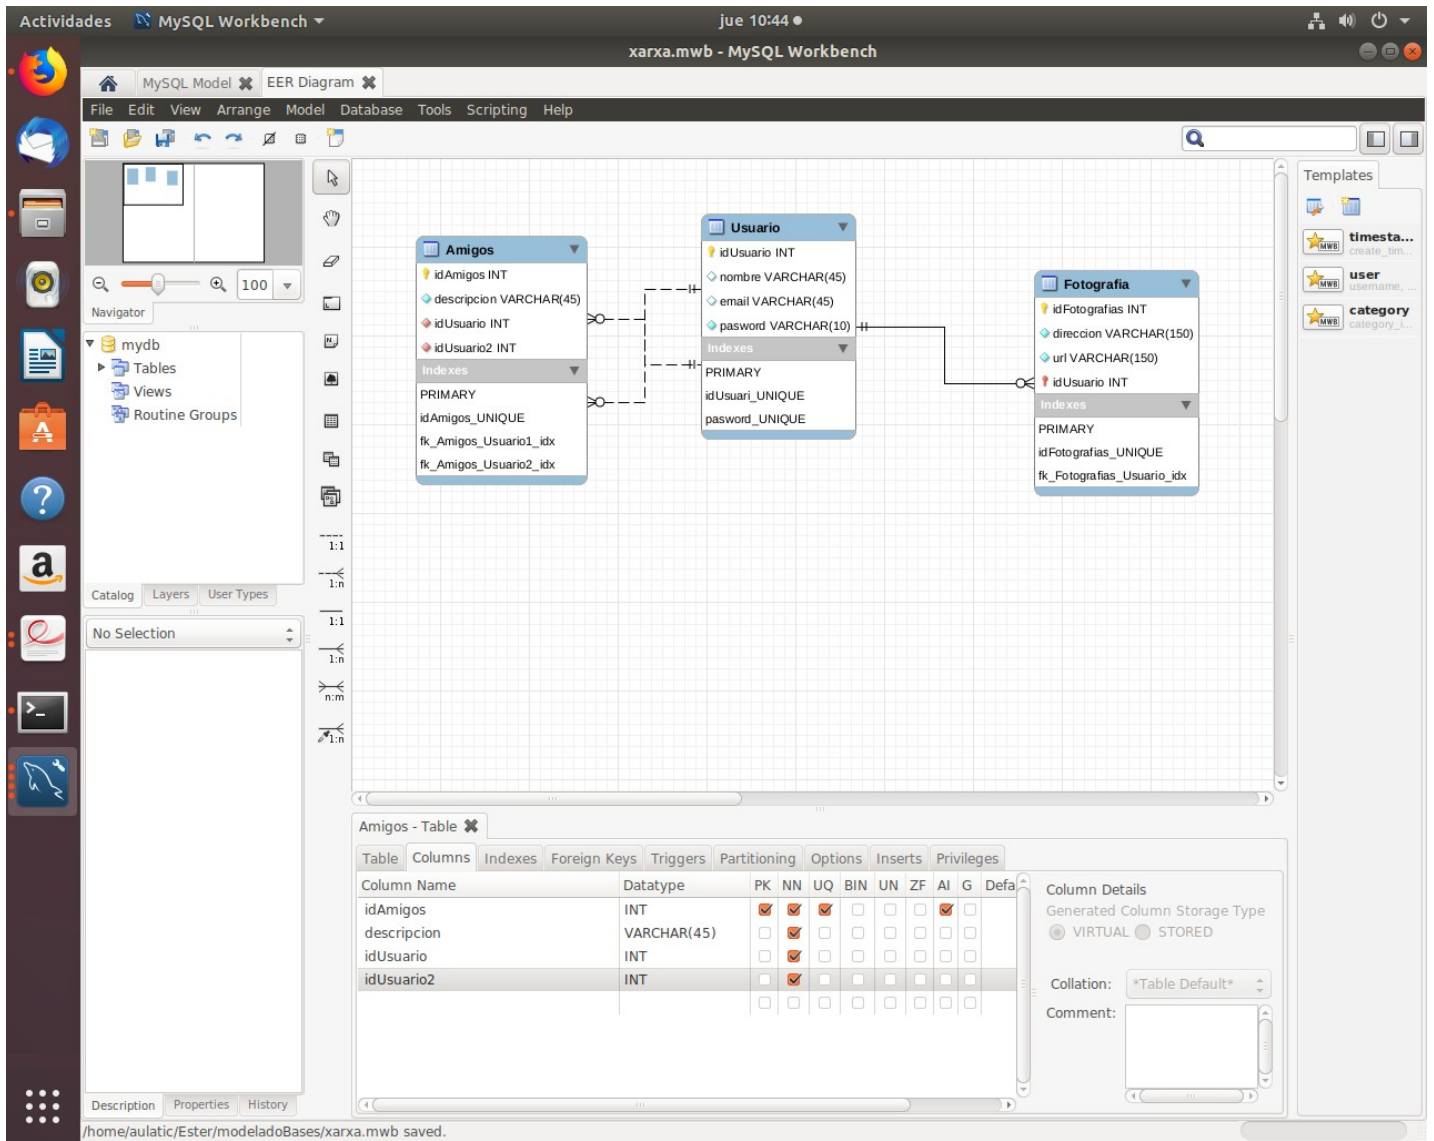 Actividades MySQL Workbench jue 10:44
xarxa.mwb - MySQL Workbench
MySQL Model EER Diagram
File Edit View Arrange Model Database Tools Scripting Help
100
Navigator
mydb
Tables
Views
Routine Groups
Catalog Layers User Types
No Selection
Description Properties History
1:1
1:n
1:1
1:n
n:m
1:n
Amigos
idAmigos INT
descripcion VARCHAR(45)
idUsuario INT
idUsuario2 INT
Indexes
PRIMARY
idAmigos_UNIQUE
fk_Amigos_Usuario1_idx
fk_Amigos_Usuario2_idx
Usuario
idUsuario INT
nombre VARCHAR(45)
email VARCHAR(45)
pasword VARCHAR(10)
Indexes
PRIMARY
idUsuari_UNIQUE
pasword_UNIQUE
Fotografia
idFotografias INT
direccion VARCHAR(150)
url VARCHAR(150)
idUsuario INT
Indexes
PRIMARY
idFotografias_UNIQUE
fk_Fotografias_Usuario_idx
Templates
timesta...
create_tim...
user
username, ...
category
category_i...
MWB
MWB
MWB
Amigos - Table
Table Columns Indexes Foreign Keys Triggers Partitioning Options Inserts Privileges
Column Name Datatype PK NN UQ BIN UN ZF AI G Defa
idAmigos INT
descripcion VARCHAR(45)
idUsuario INT
idUsuario2 INT
Column Details
Generated Column Storage Type
VIRTUAL STORED
Collation: *Table Default*
Comment:
/home/aulatic/Ester/modeladoBases/xarxa.mwb saved.